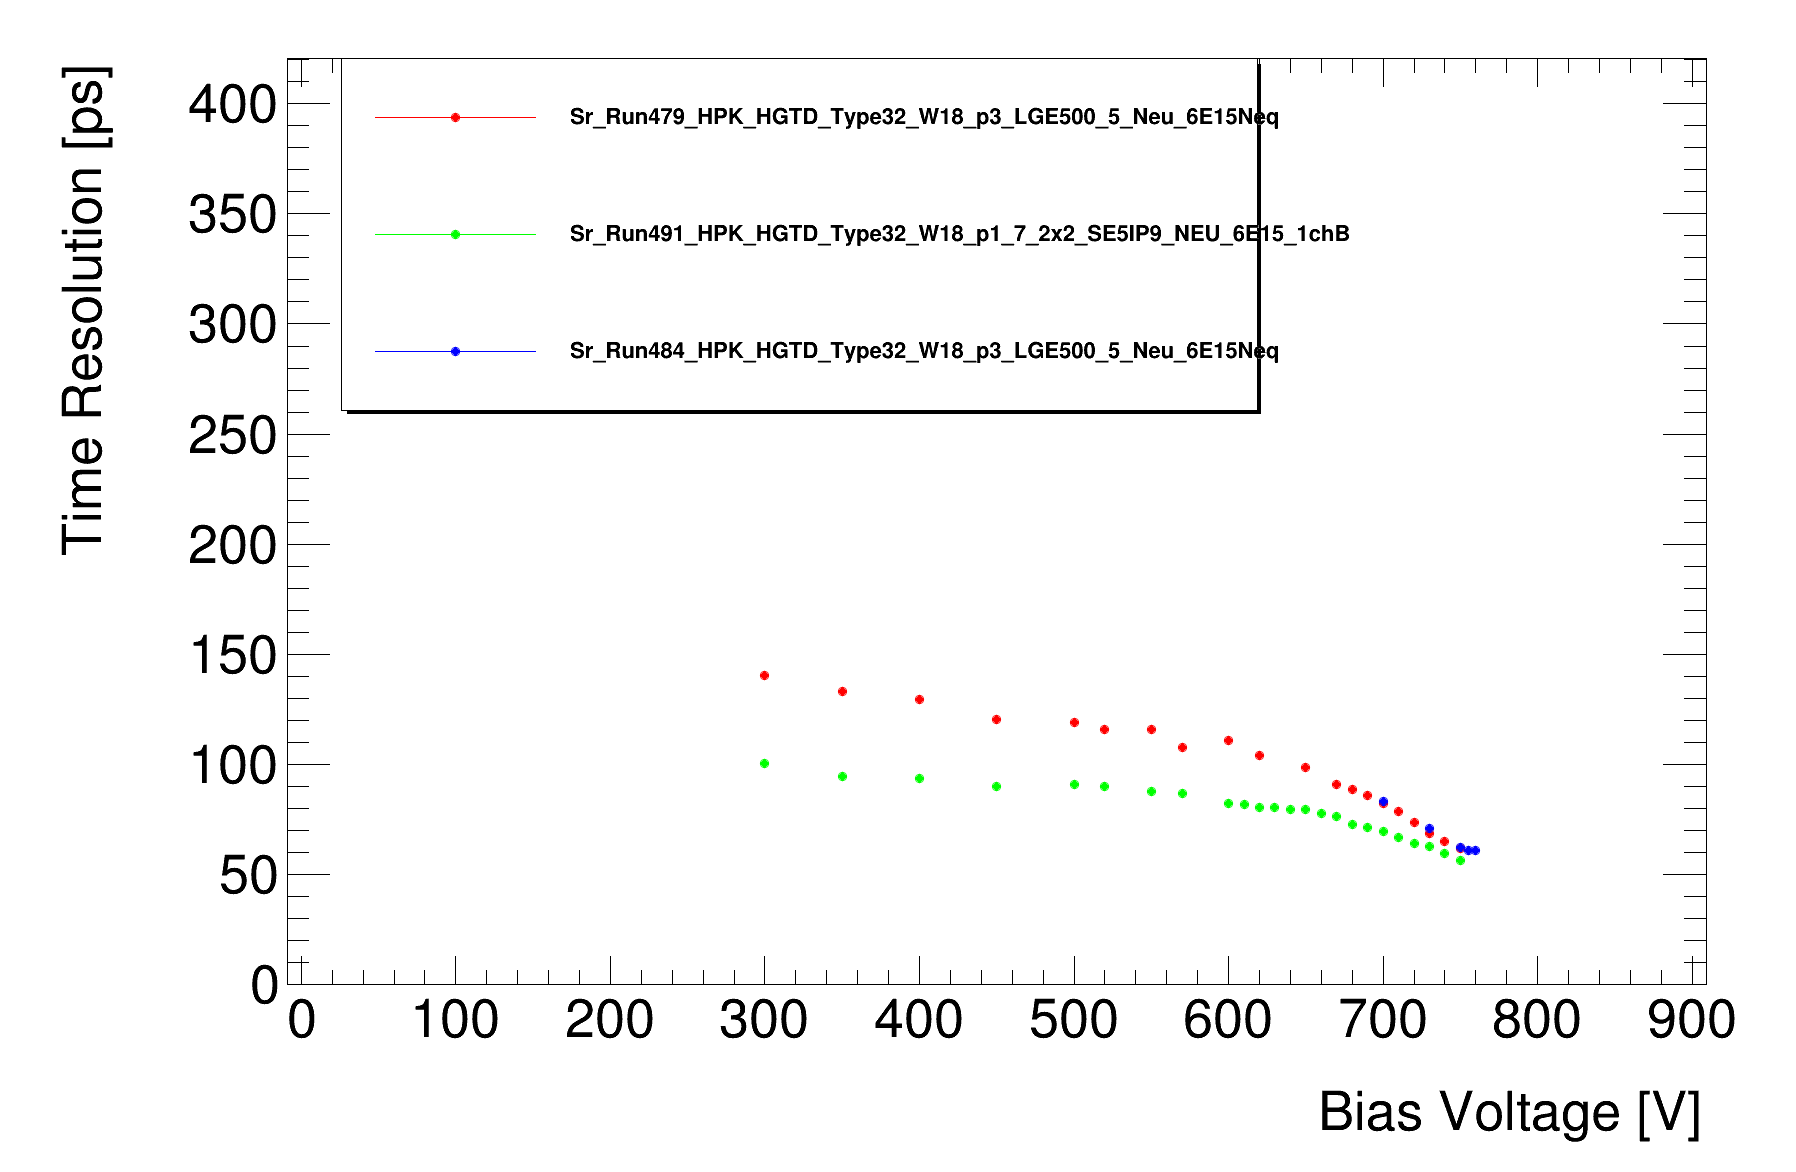 Time Resolution [ps]
400
350
300
250
200
150
100
50
0
Sr_Run479_HPK_HGTD_Type32_W18_p3_LGE500_5_Neu_6E15Neq
Sr_Run491_HPK_HGTD_Type32_W18_p1_7_2x2_SE5IP9_NEU_6E15_1chB
Sr_Run484_HPK_HGTD_Type32_W18_p3_LGE500_5_Neu_6E15Neq
0 100 200 300 400 500 600 700 800 900
Bias Voltage [V]